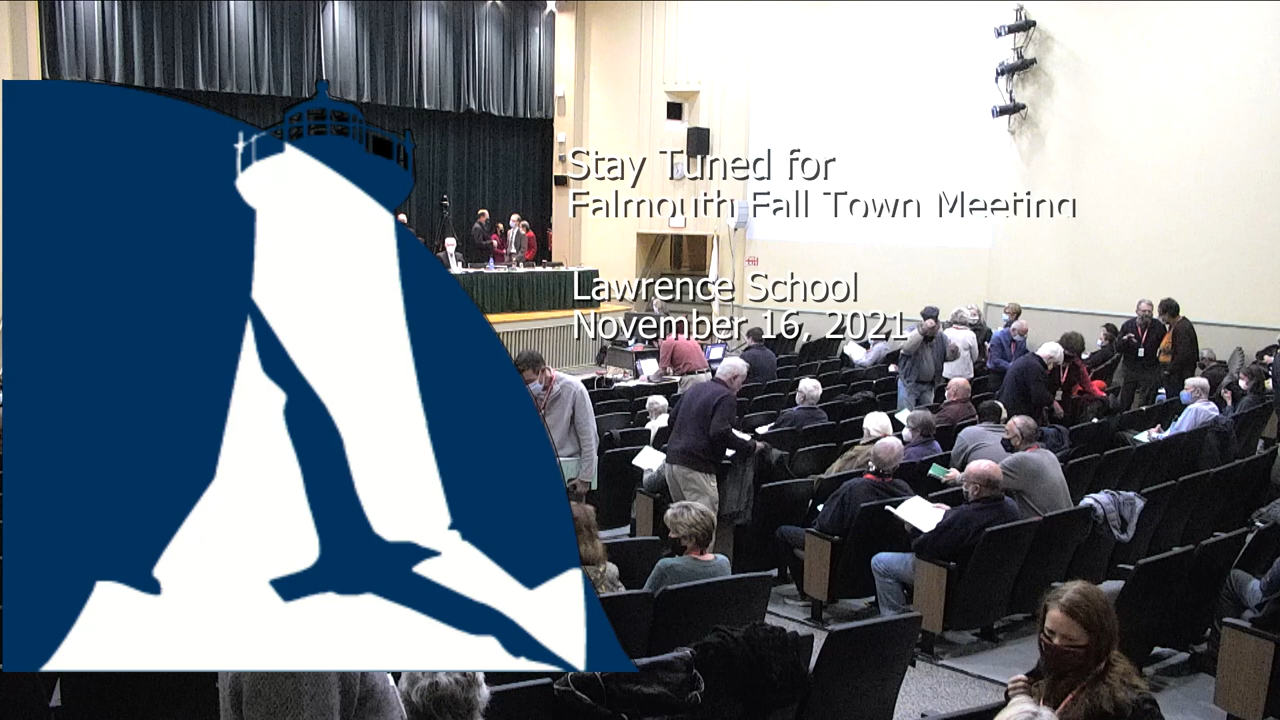 Stay Tuned for
Falmouth Fall Town Meeting
Lawrence School
November 16, 2021